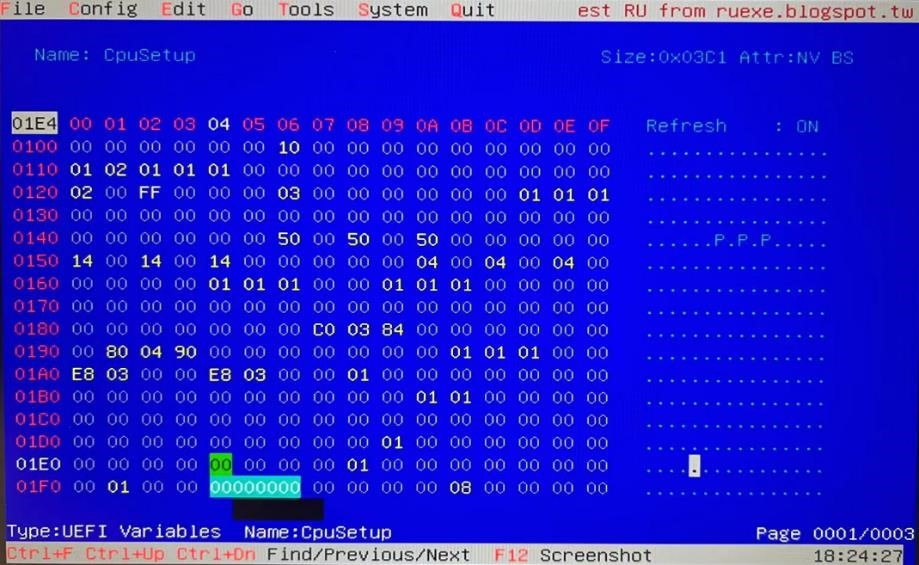 File Config Edit Go Tools System Quit est RU from ruexe.blogspot.tw
Name: CpuSetup Size:0x03C1 Attr:NV BS
01E4 00 01 02 03 04 05 06 07 08 09 0A 0B 0C 0D 0E 0F Refresh : ON
0100 00 00 00 00 00 00 10 00 00 00 00 00 00 00 00 00 ................
0110 01 02 01 01 01 00 00 00 00 00 00 00 00 00 00 00 ................
0120 02 00 FF 00 00 00 03 00 00 00 00 00 00 01 01 01 ................
0130 00 00 00 00 00 00 00 00 00 00 00 00 00 00 00 00 ................
0140 00 00 00 00 00 00 50 00 50 00 50 00 00 00 00 00 ......P.P.P.....
0150 14 00 14 00 14 00 00 00 00 00 04 00 04 00 04 00 ................
0160 00 00 00 00 01 01 01 00 00 01 01 01 00 00 00 00 ................
0170 00 00 00 00 00 00 00 00 00 00 00 00 00 00 00 00 ................
0180 00 00 00 00 00 00 00 C0 03 84 00 00 00 00 00 00 ................
0190 00 80 04 90 00 00 00 00 00 00 00 01 01 01 00 00 ................
01A0 E8 03 00 00 E8 03 00 00 01 00 00 00 00 00 00 00 ................
01B0 00 00 00 00 00 00 00 00 00 00 01 01 00 00 00 00 ................
01C0 00 00 00 00 00 00 00 00 00 00 00 00 00 00 00 00 ................
01D0 00 00 00 00 00 00 00 00 00 01 00 00 00 00 00 00 ................
01E0 00 00 00 00 00 00 00 00 01 00 00 00 00 00 00 00 ................
01F0 00 01 00 00 00000000 00 00 00 08 00 00 00 00 ................
Type:UEFI Variables Name:CpuSetup Page 0001/0003
Ctrl+F Ctrl+Up Ctrl+Dn Find/Previous/Next F12 Screenshot 18:24:27